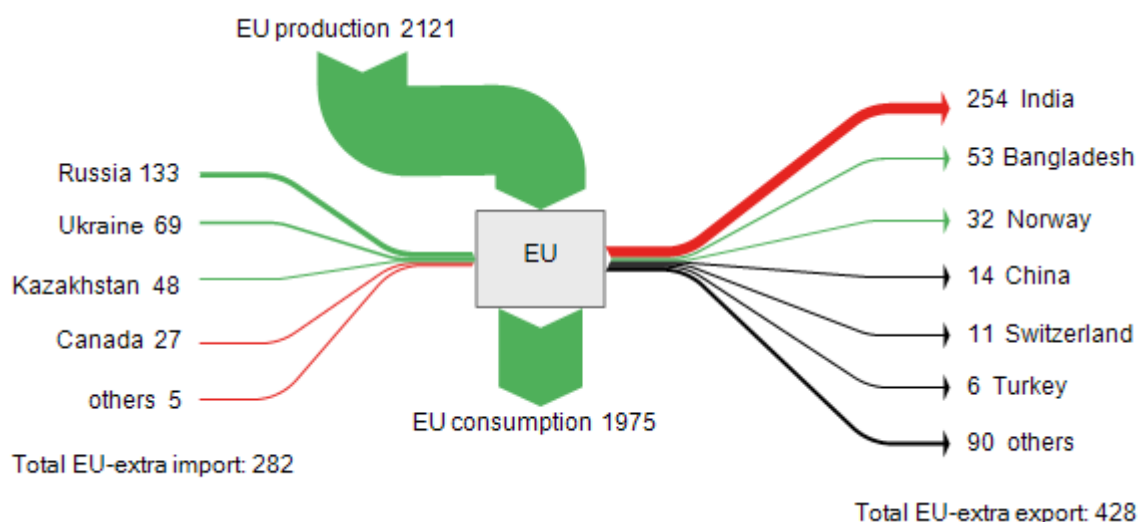 EU production 2121
Russia 133
Ukraine 69
Kazakhstan 48
Canada 27
others 5
Total EU-extra import: 282
EU
EU consumption 1975
254 India
53 Bangladesh
32 Norway
14 China
11 Switzerland
6 Turkey
90 others
Total EU-extra export: 428